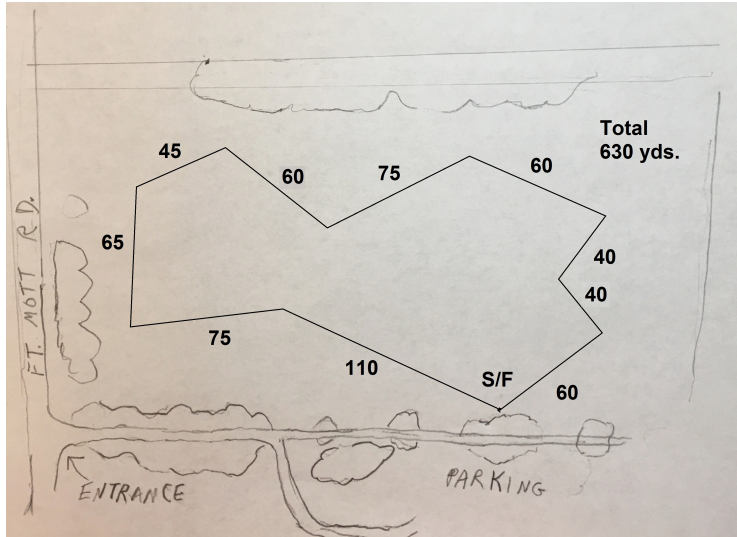 Total
630 yds.
45
60
75
60
65
40
40
75
110
S/F
60
FT. MOTT RD.
ENTRANCE
PARKING